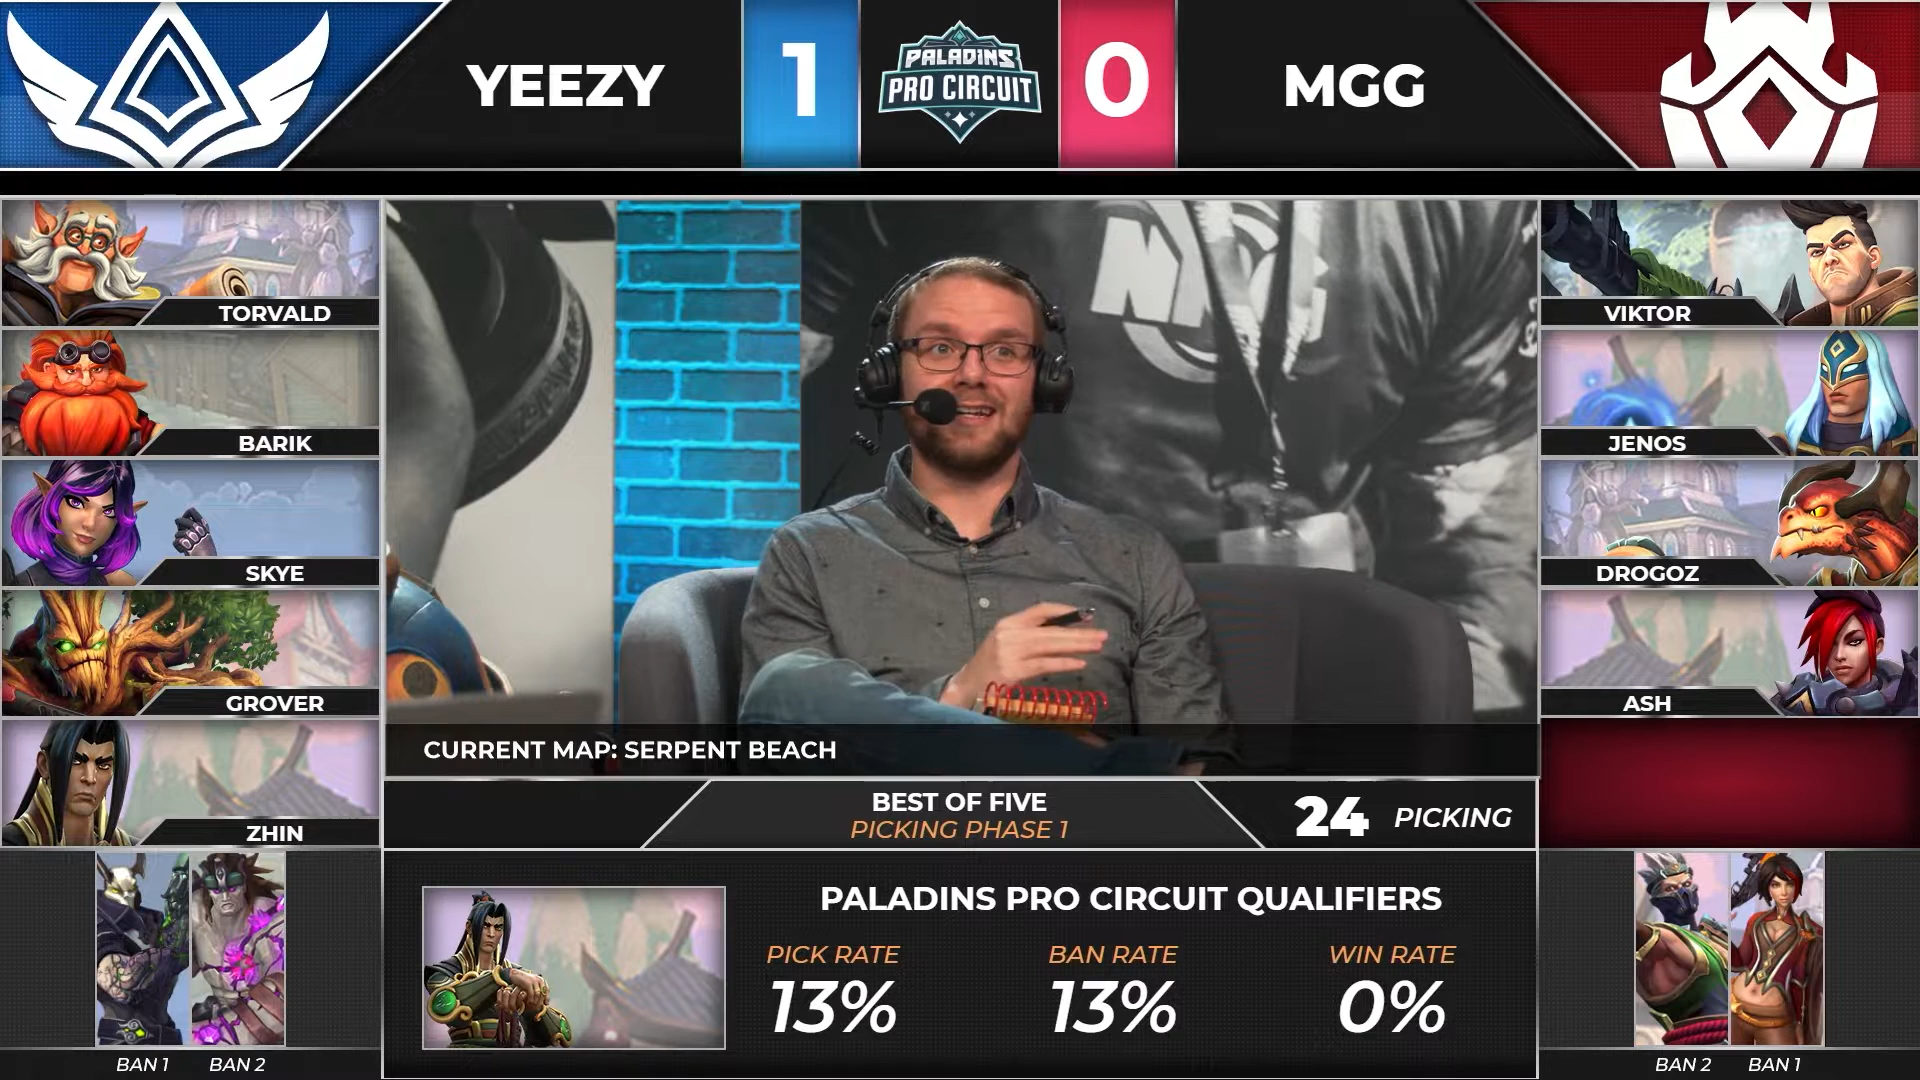 YEEZY
1
PALADINS
PRO CIRCUIT
0
MGG
TORVALD
BARIK
SKYE
GROVER
ZHIN
VIKTOR
JENOS
DROGOZ
ASH
CURRENT MAP: SERPENT BEACH
BEST OF FIVE
PICKING PHASE 1
24 PICKING
PALADINS PRO CIRCUIT QUALIFIERS
PICK RATE
13%
BAN RATE
13%
WIN RATE
0%
BAN 1
BAN 2
BAN 2
BAN 1